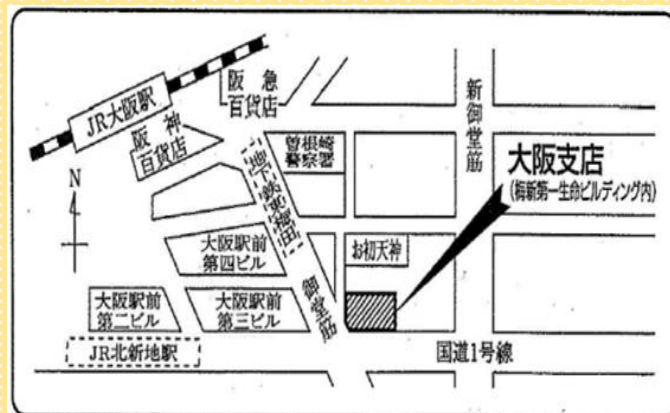 JR大阪駅
阪急
百貨店
阪神
百貨店
新御堂筋
曽根崎
警察署
地下鉄東梅田
大阪支店
(梅新第一生命ビルディング内)
N
お初天神
大阪駅前
第四ビル
御堂筋
大阪駅前
第二ビル
大阪駅前
第三ビル
JR北新地駅
国道1号線